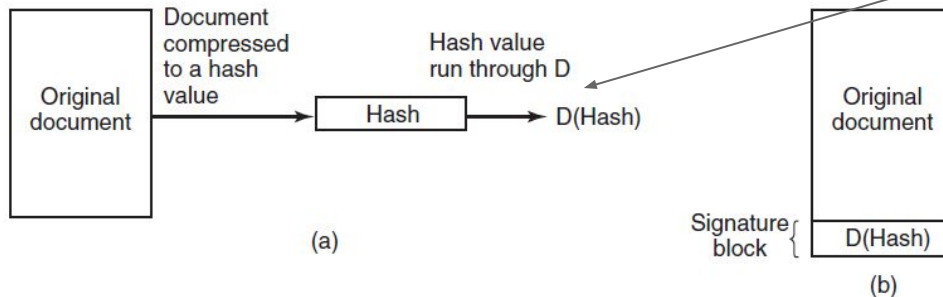 Original
document
Document
compressed
to a hash
value
Hash
Hash value
run through D
D(Hash)
(a)
Original
document
Signature
block
D(Hash)
(b)